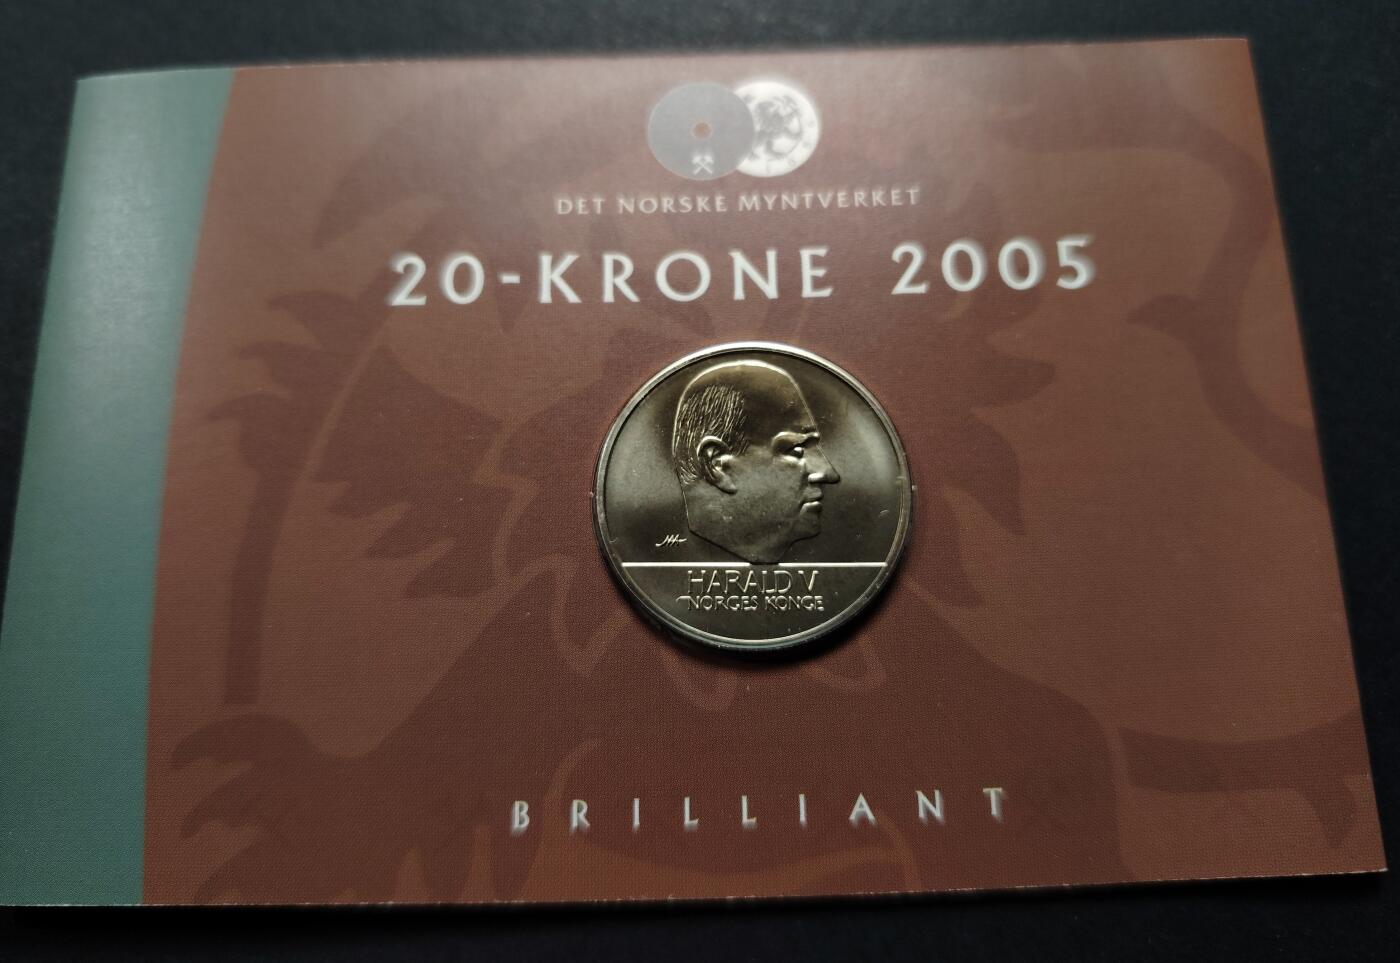 DET NORSKE MYNTVERKET
20-KRONE 2005
HARALD V
NORGES KONGE
BRILLIANT